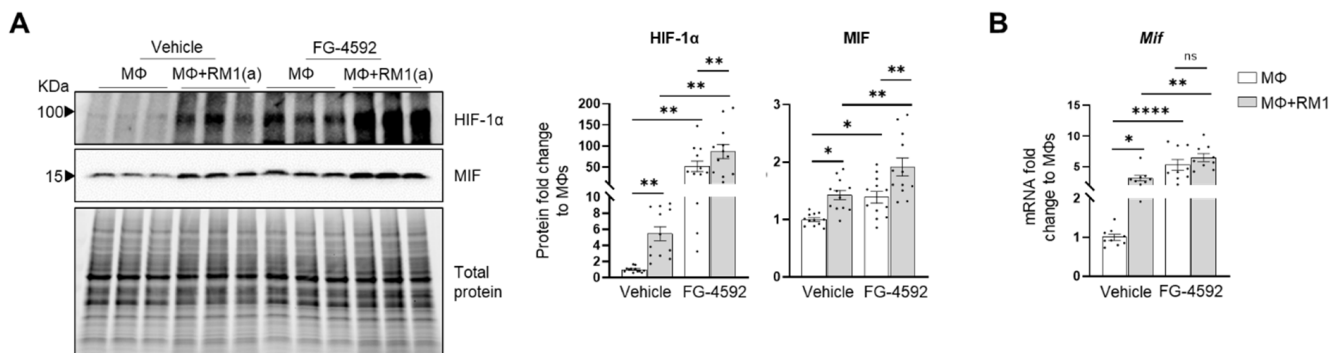 A
Vehicle FG-4592
KDa MΦ MΦ+RM1(a) MΦ MΦ+RM1(a)
100 HIF-1α
15 MIF
Total
protein
HIF-1α
Protein fold change
to MΦs
200
150
100
50
10
8
6
4
2
0
** ** ** **
Vehicle FG-4592
MIF
3
2
1
0
* * ** **
Vehicle FG-4592
B
Mif
mRNA fold
change to MΦs
15
10
5
2
1
0
* **** ** ns
Vehicle FG-4592
MΦ
MΦ+RM1